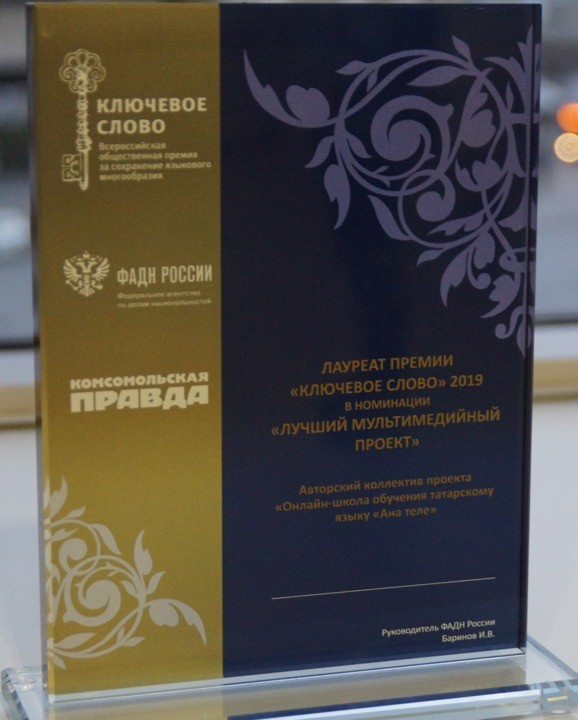 КЛЮЧЕВОЕ
СЛОВО
Всероссийская
общественная премия
за сохранение языкового
многообразия
ФАДН РОССИИ
Федеральное агентство
по делам национальностей
КОМСОМОЛЬСКАЯ
ПРАВДА
ЛАУРЕАТ ПРЕМИИ
«КЛЮЧЕВОЕ СЛОВО» 2019
В НОМИНАЦИИ
«ЛУЧШИЙ МУЛЬТИМЕДИЙНЫЙ
ПРОЕКТ»
Авторский коллектив проекта
«Онлайн-школа обучения татарскому
языку «Ана теле»
Руководитель ФАДН России
Баринов И.В.